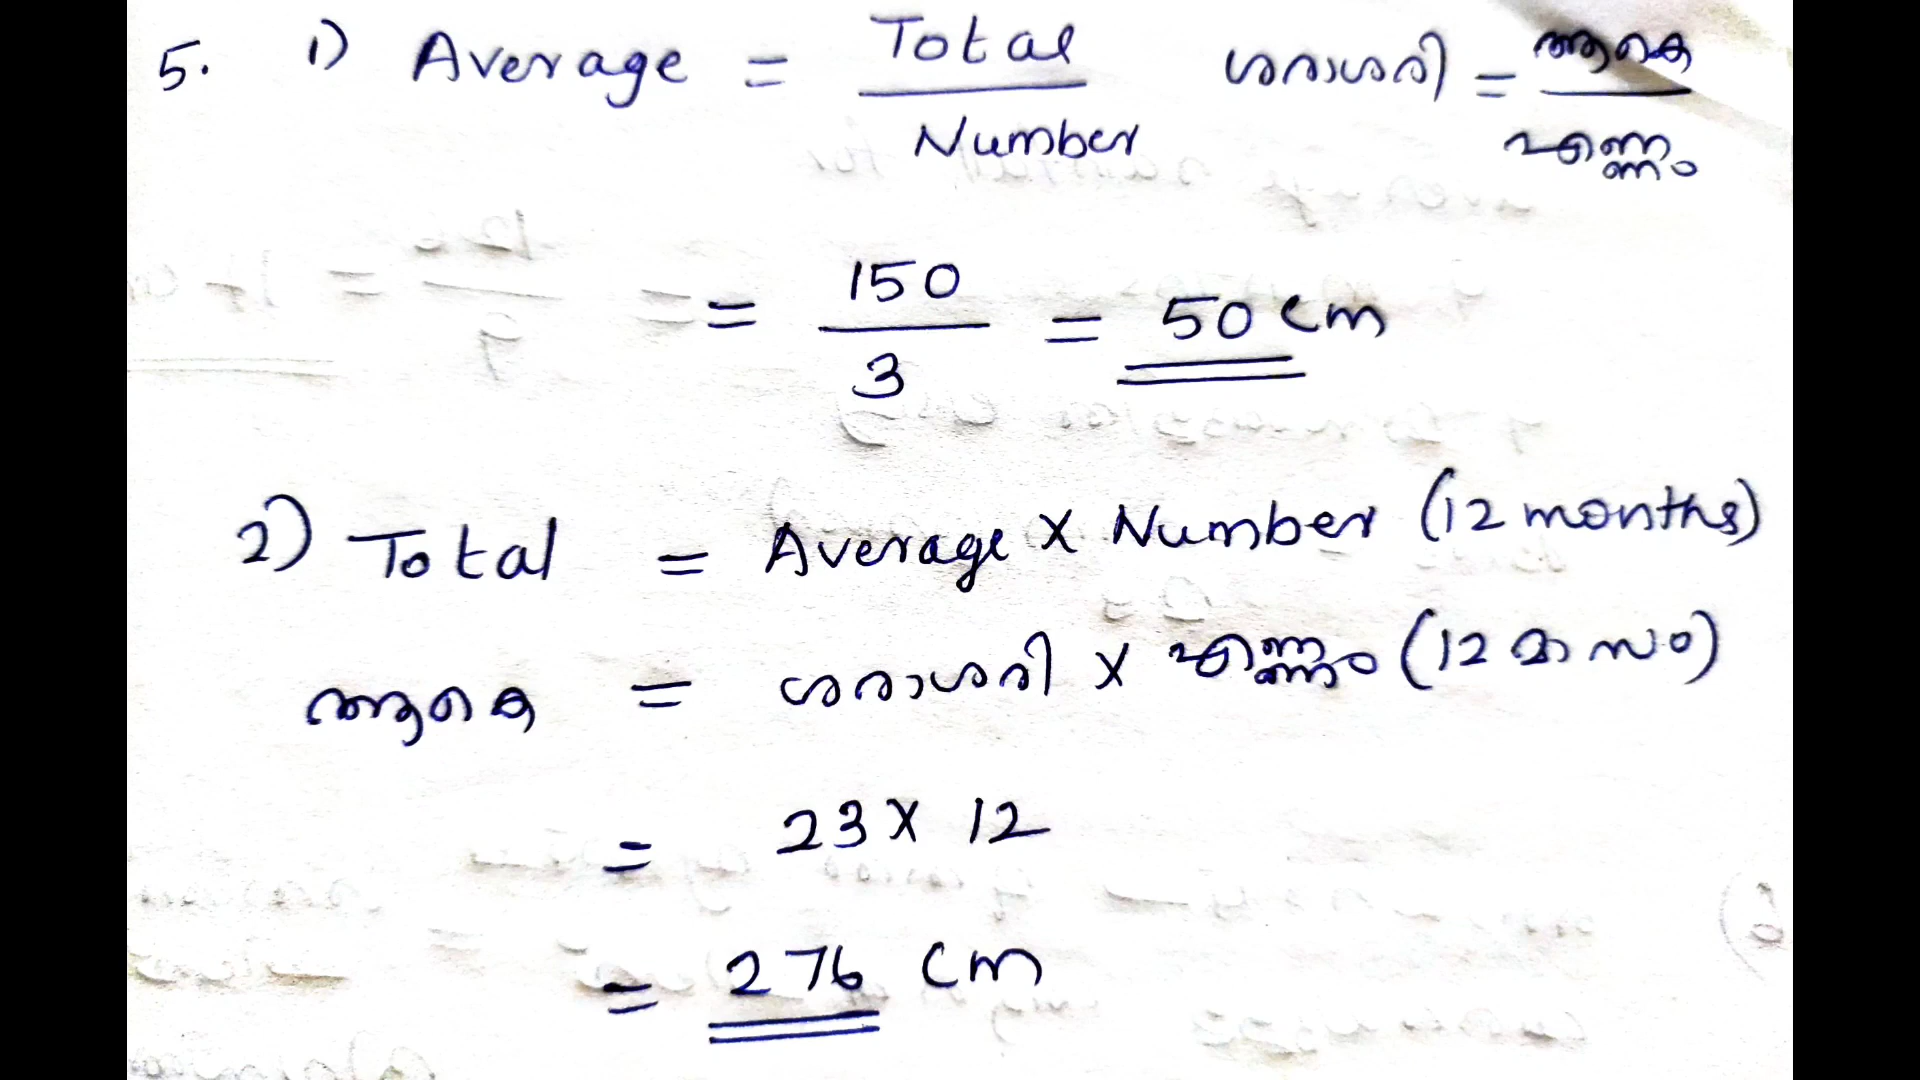 5. 1) Average = Total / Number ശരാശരി = ആകെ / എണ്ണം
= 150 / 3 = 50 cm
2) Total = Average X Number (12 months)
ആകെ = ശരാശരി X എണ്ണം (12 മാസം)
= 23 X 12
= 276 cm